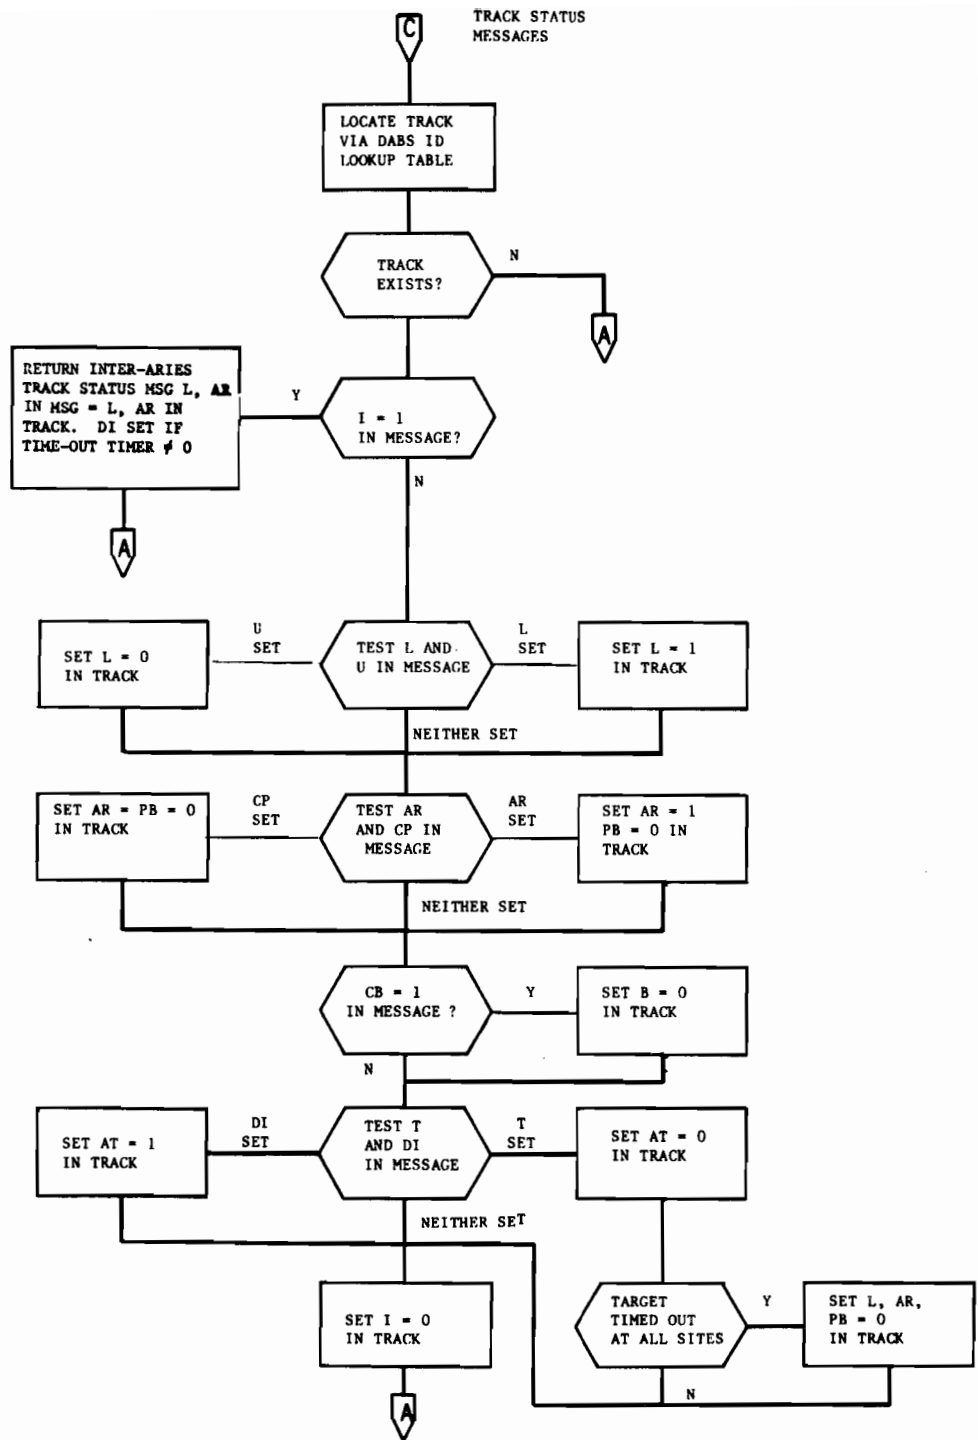 C
TRACK STATUS
MESSAGES
LOCATE TRACK
VIA DABS ID
LOOKUP TABLE
TRACK
EXISTS?
N
A
RETURN INTER-ARIES
TRACK STATUS MSG L, AR
IN MSG = L, AR IN
TRACK. DI SET IF
TIME-OUT TIMER ≠ 0
Y
I = 1
IN MESSAGE?
N
A
SET L = 0
IN TRACK
U
SET
TEST L AND
U IN MESSAGE
L
SET
SET L = 1
IN TRACK
NEITHER SET
SET AR = PB = 0
IN TRACK
CP
SET
TEST AR
AND CP IN
MESSAGE
AR
SET
SET AR = 1
PB = 0 IN
TRACK
NEITHER SET
CB = 1
IN MESSAGE ?
Y
SET B = 0
IN TRACK
N
SET AT = 1
IN TRACK
DI
SET
TEST T
AND DI
IN MESSAGE
T
SET
SET AT = 0
IN TRACK
NEITHER SET
SET I = 0
IN TRACK
TARGET
TIMED OUT
AT ALL SITES
Y
SET L, AR,
PB = 0
IN TRACK
N
A